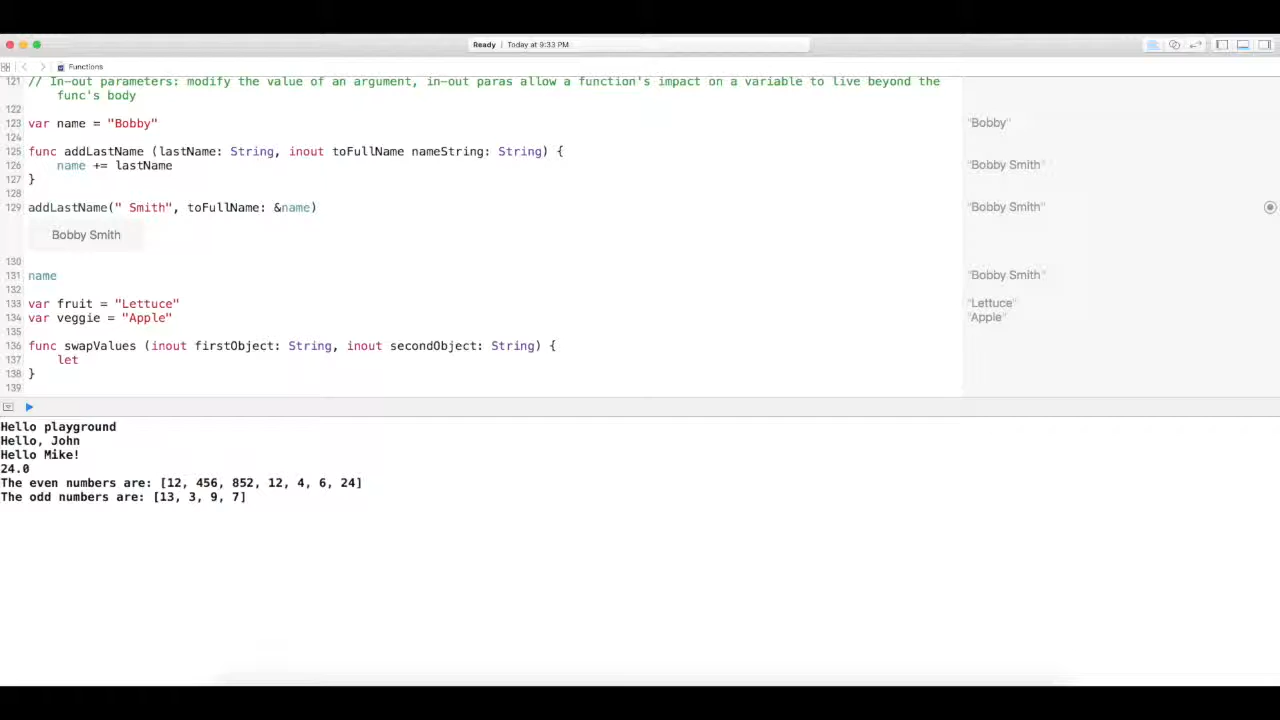 Ready | Today at 9:33 PM
Functions
121 // In-out parameters: modify the value of an argument, in-out paras allow a function's impact on a variable to live beyond the
func's body
122
123 var name = "Bobby" "Bobby"
124
125 func addLastName (lastName: String, inout toFullName nameString: String) {
126 name += lastName "Bobby Smith"
127 }
128
129 addLastName(" Smith", toFullName: &name) "Bobby Smith"
Bobby Smith
130
131 name "Bobby Smith"
132
133 var fruit = "Lettuce" "Lettuce"
134 var veggie = "Apple" "Apple"
135
136 func swapValues (inout firstObject: String, inout secondObject: String) {
137 let
138 }
139
Hello playground
Hello, John
Hello Mike!
24.0
The even numbers are: [12, 456, 852, 12, 4, 6, 24]
The odd numbers are: [13, 3, 9, 7]